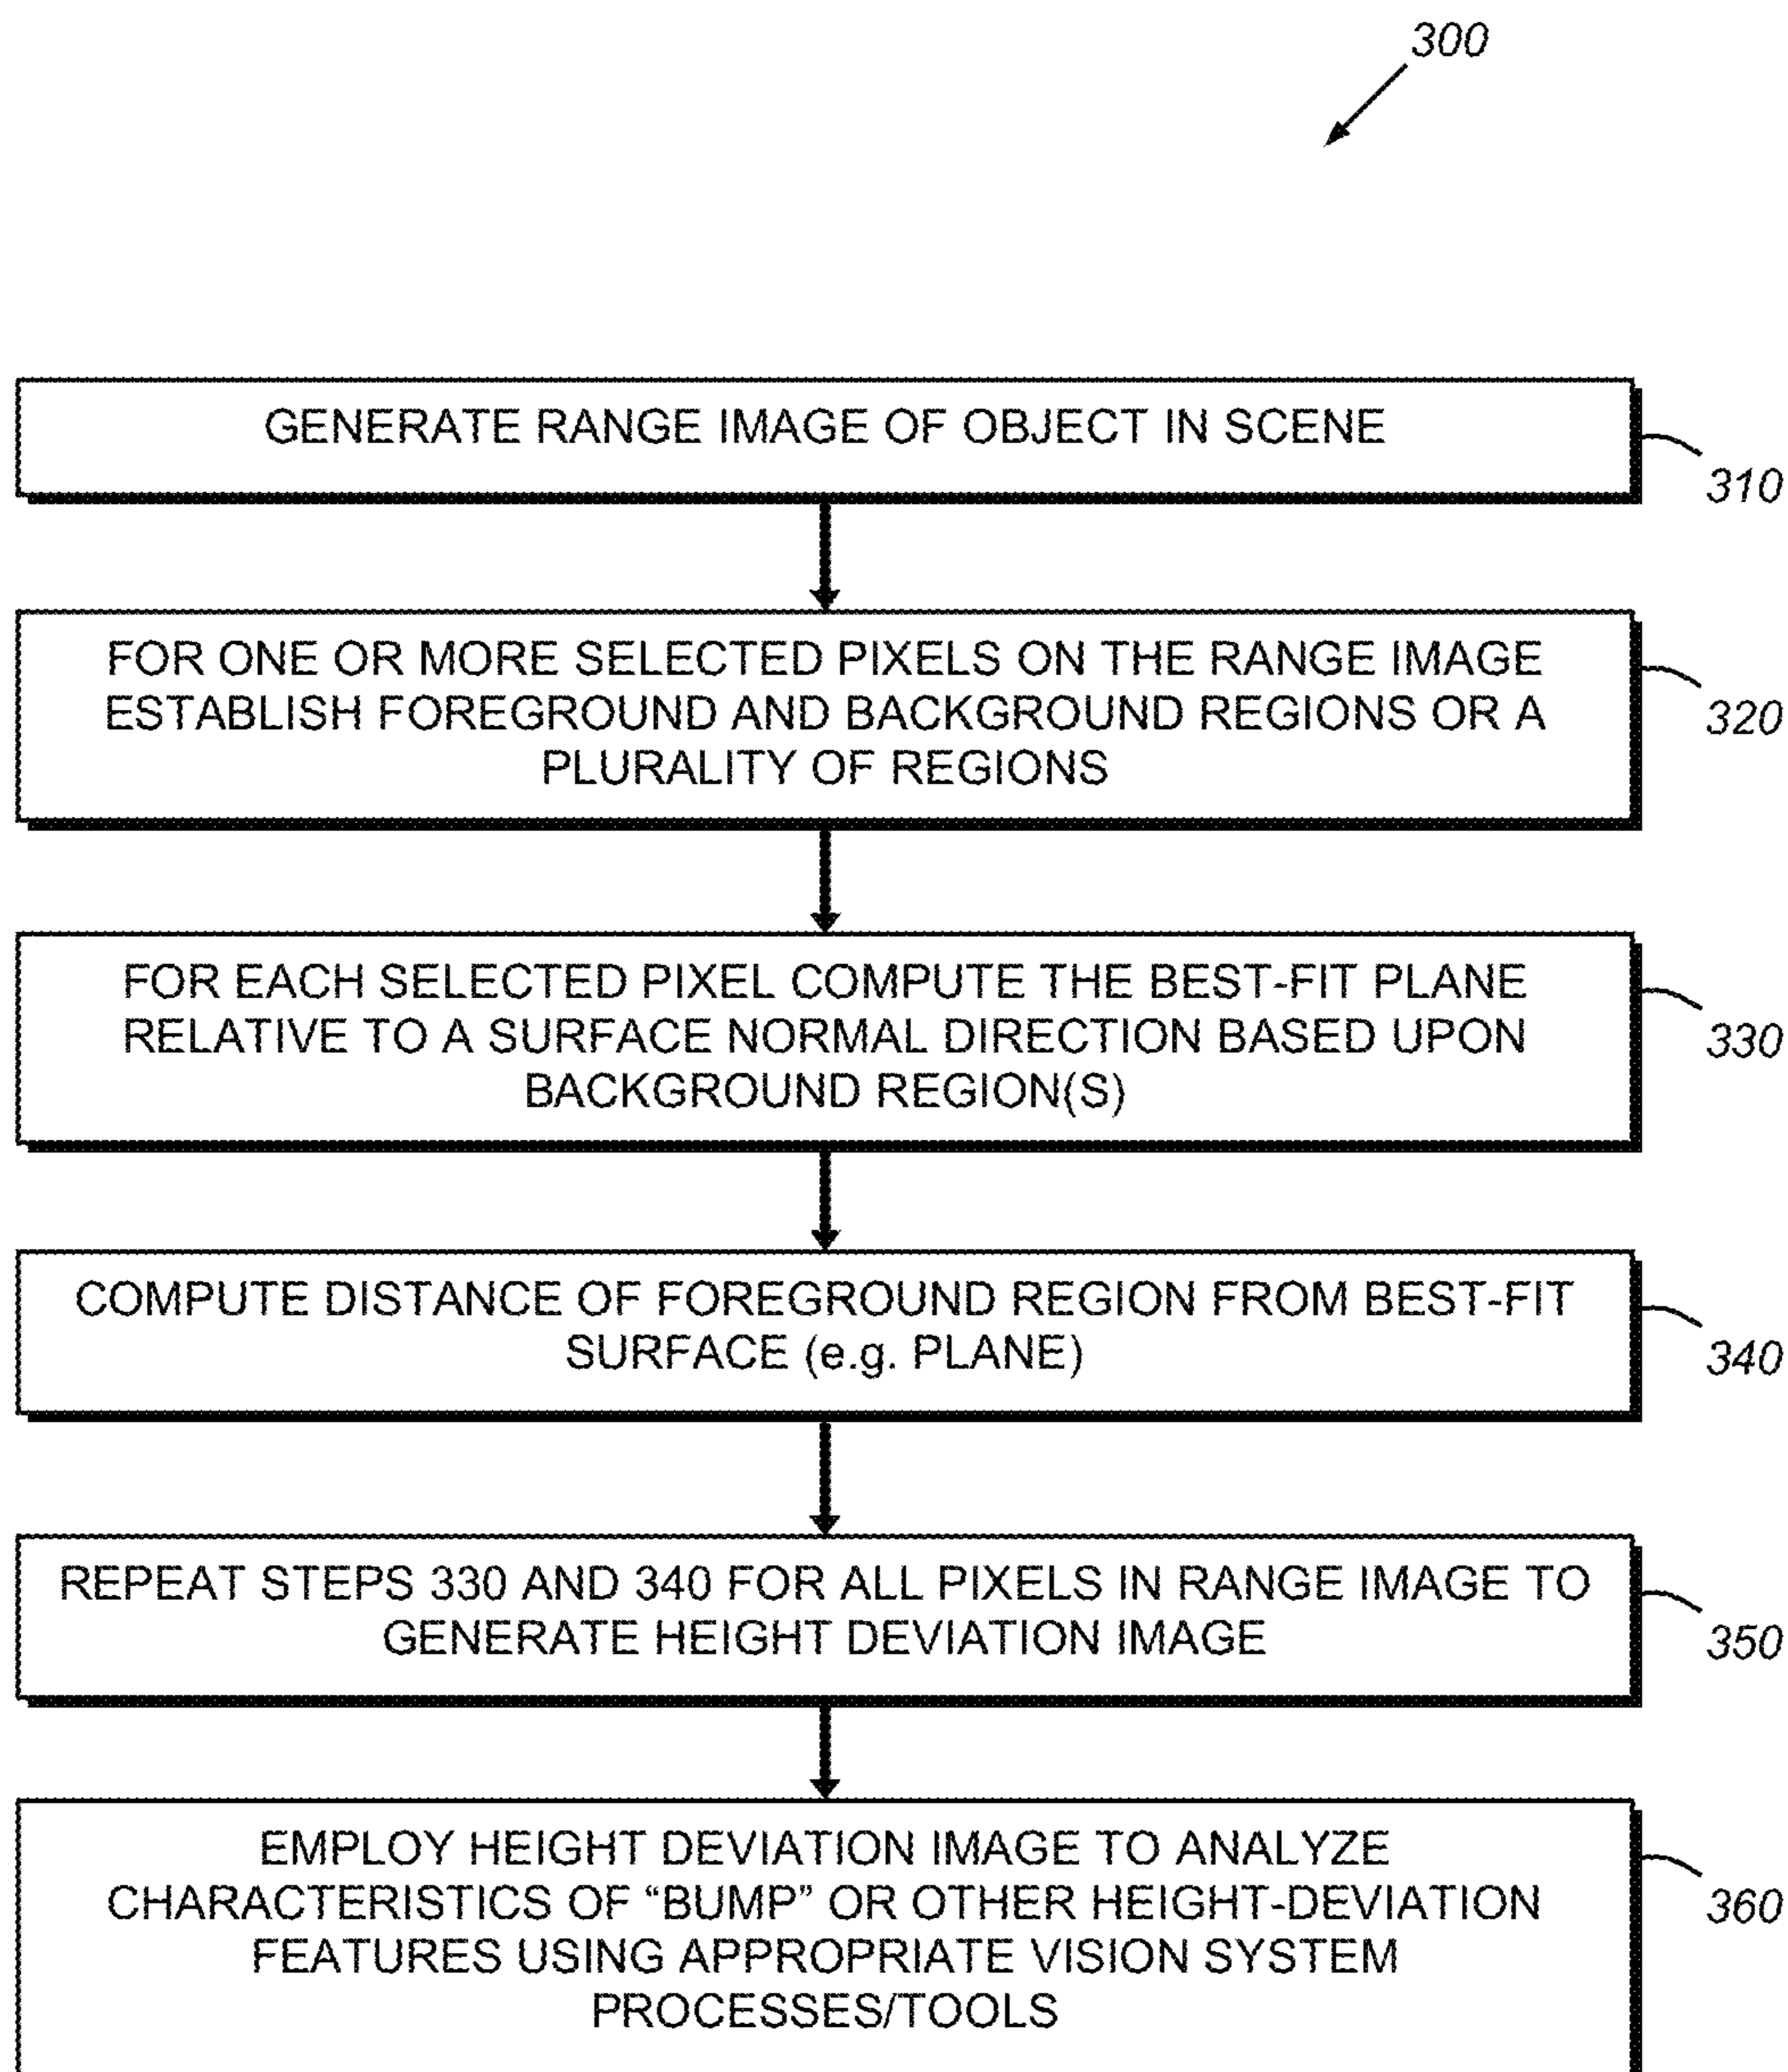 300
GENERATE RANGE IMAGE OF OBJECT IN SCENE
310
FOR ONE OR MORE SELECTED PIXELS ON THE RANGE IMAGE
ESTABLISH FOREGROUND AND BACKGROUND REGIONS OR A
PLURALITY OF REGIONS
320
FOR EACH SELECTED PIXEL COMPUTE THE BEST-FIT PLANE
RELATIVE TO A SURFACE NORMAL DIRECTION BASED UPON
BACKGROUND REGION(S)
330
COMPUTE DISTANCE OF FOREGROUND REGION FROM BEST-FIT
SURFACE (e.g. PLANE)
340
REPEAT STEPS 330 AND 340 FOR ALL PIXELS IN RANGE IMAGE TO
GENERATE HEIGHT DEVIATION IMAGE
350
EMPLOY HEIGHT DEVIATION IMAGE TO ANALYZE
CHARACTERISTICS OF “BUMP” OR OTHER HEIGHT-DEVIATION
FEATURES USING APPROPRIATE VISION SYSTEM
PROCESSES/TOOLS
360